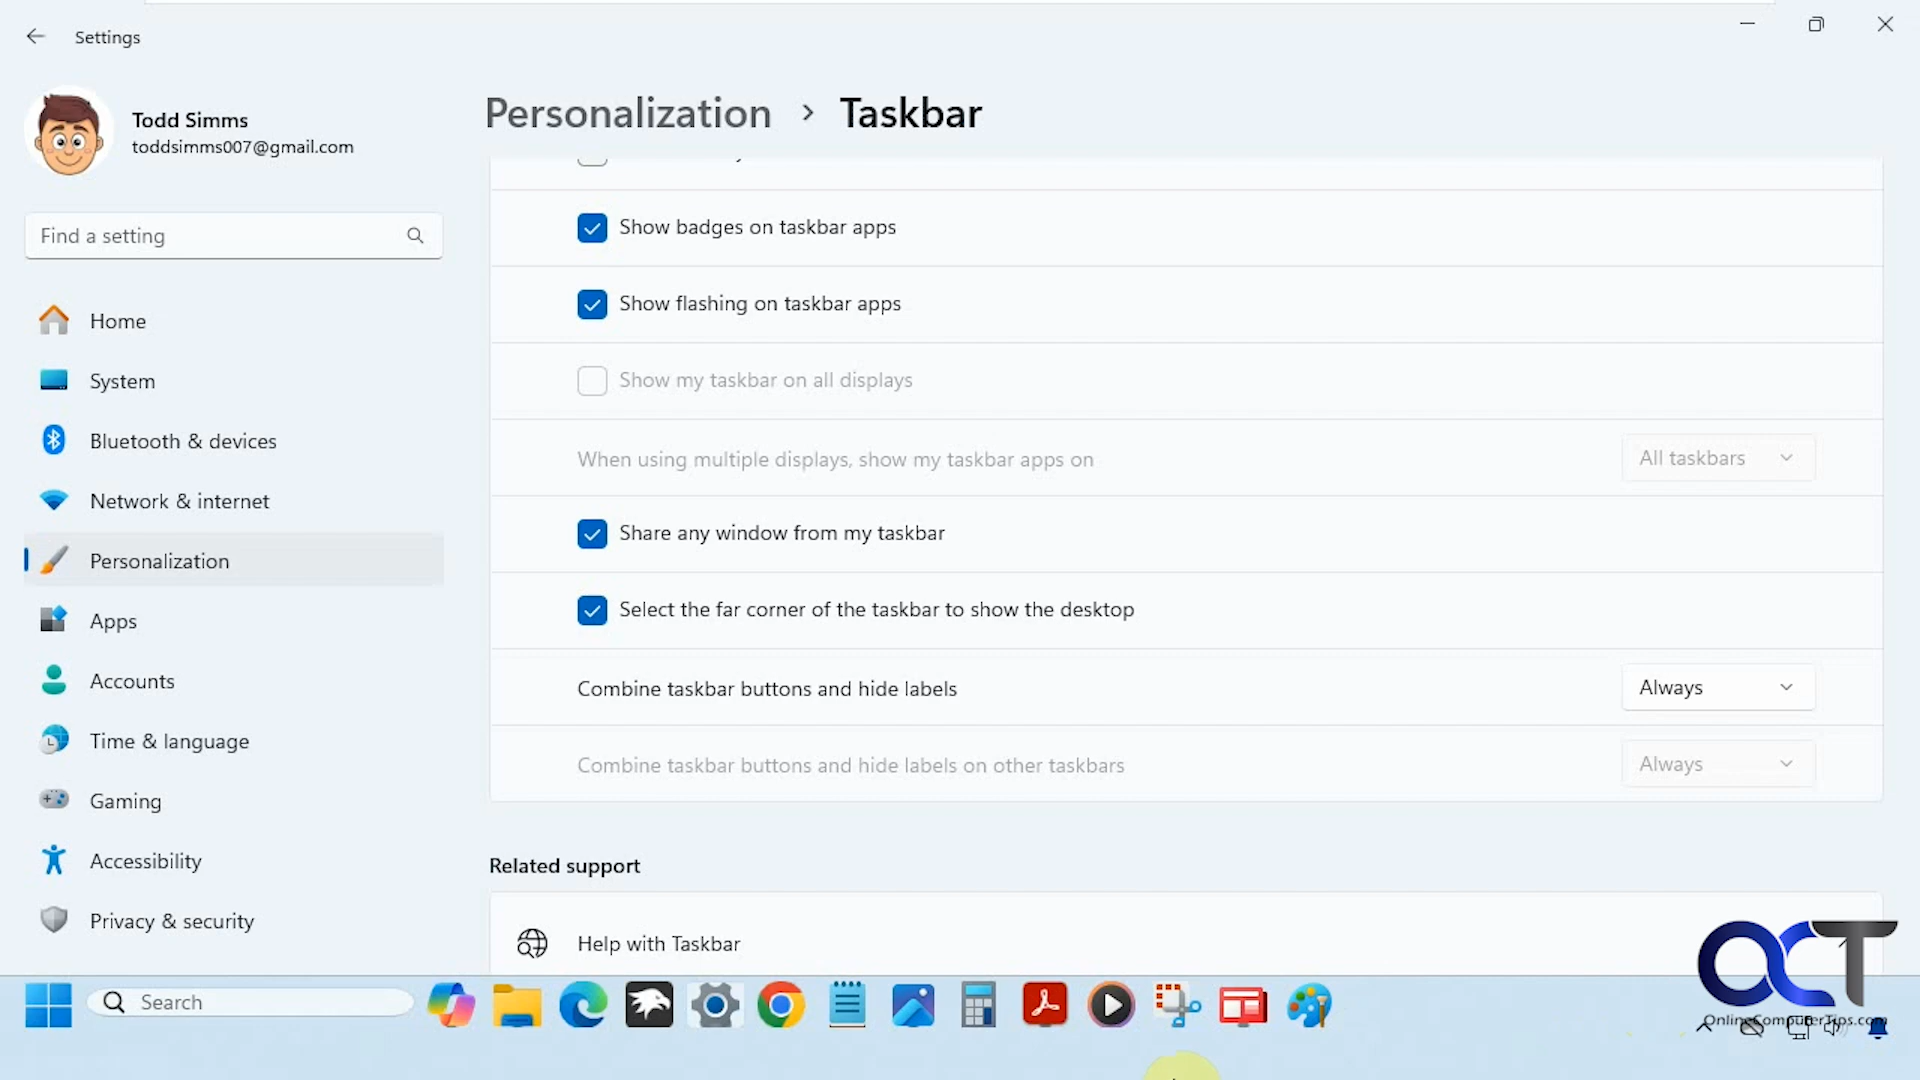 Settings
Todd Simms
toddsimms007@gmail.com
Find a setting
Home
System
Bluetooth & devices
Network & internet
Personalization
Apps
Accounts
Time & language
Gaming
Accessibility
Privacy & security
Personalization > Taskbar
Show badges on taskbar apps
Show flashing on taskbar apps
Show my taskbar on all displays
When using multiple displays, show my taskbar apps on
All taskbars
Share any window from my taskbar
Select the far corner of the taskbar to show the desktop
Combine taskbar buttons and hide labels
Always
Combine taskbar buttons and hide labels on other taskbars
Always
Related support
Help with Taskbar
Search
OCT
OnlineComputerTips.com